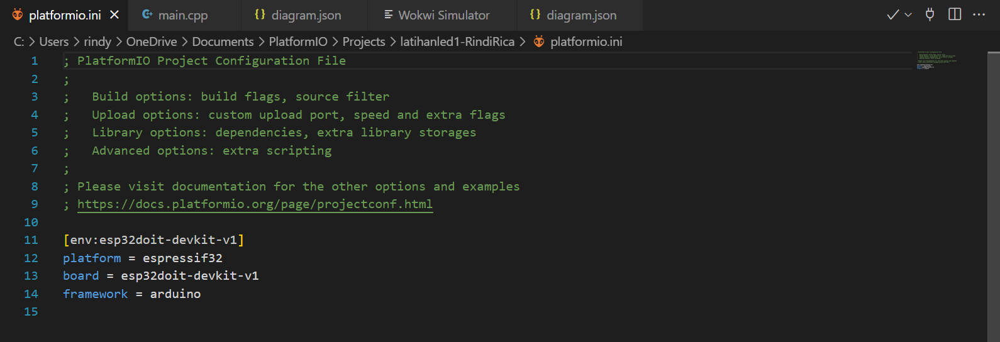 platformio.ini
main.cpp
{} diagram.json
Wokwi Simulator
{} diagram.json
C: > Users > rindy > OneDrive > Documents > PlatformIO > Projects > latihanled1-RindiRica > platformio.ini
1 ; PlatformIO Project Configuration File
2 ;
3 ;   Build options: build flags, source filter
4 ;   Upload options: custom upload port, speed and extra flags
5 ;   Library options: dependencies, extra library storages
6 ;   Advanced options: extra scripting
7 ;
8 ; Please visit documentation for the other options and examples
9 ; https://docs.platformio.org/page/projectconf.html
10
11 [env:esp32doit-devkit-v1]
12 platform = espressif32
13 board = esp32doit-devkit-v1
14 framework = arduino
15